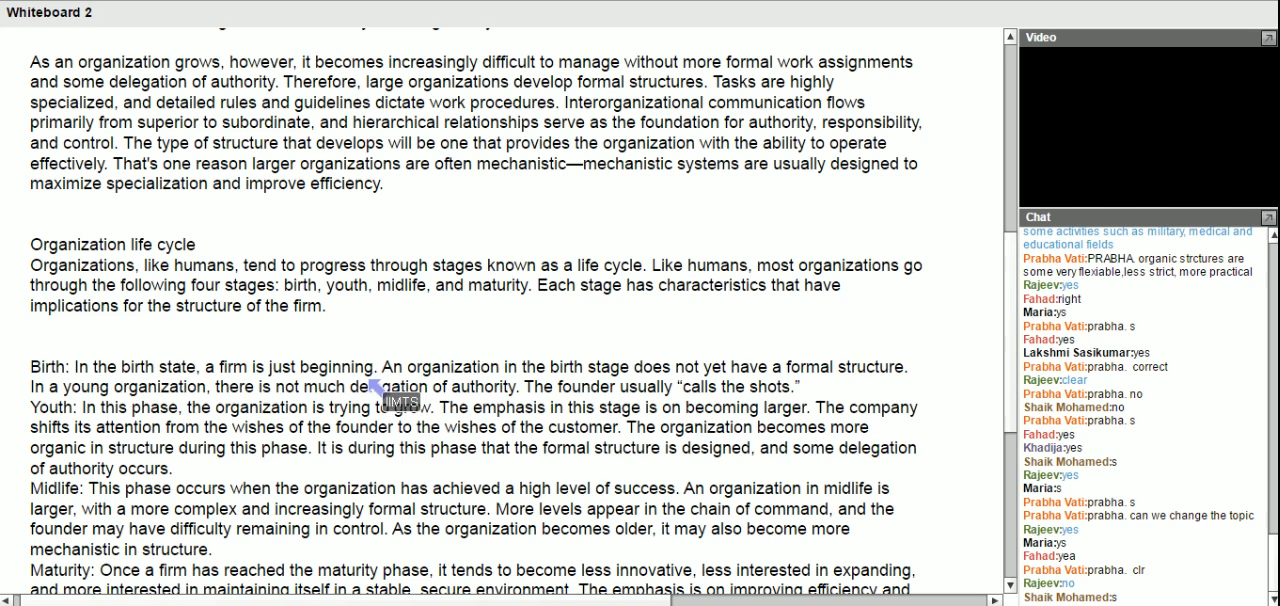 Whiteboard 2
As an organization grows, however, it becomes increasingly difficult to manage without more formal work assignments
and some delegation of authority. Therefore, large organizations develop formal structures. Tasks are highly
specialized, and detailed rules and guidelines dictate work procedures. Interorganizational communication flows
primarily from superior to subordinate, and hierarchical relationships serve as the foundation for authority, responsibility,
and control. The type of structure that develops will be one that provides the organization with the ability to operate
effectively. That's one reason larger organizations are often mechanistic—mechanistic systems are usually designed to
maximize specialization and improve efficiency.
Organization life cycle
Organizations, like humans, tend to progress through stages known as a life cycle. Like humans, most organizations go
through the following four stages: birth, youth, midlife, and maturity. Each stage has characteristics that have
implications for the structure of the firm.
Birth: In the birth state, a firm is just beginning. An organization in the birth stage does not yet have a formal structure.
In a young organization, there is not much delegation of authority. The founder usually “calls the shots.”
IIMTS
Youth: In this phase, the organization is trying to grow. The emphasis in this stage is on becoming larger. The company
shifts its attention from the wishes of the founder to the wishes of the customer. The organization becomes more
organic in structure during this phase. It is during this phase that the formal structure is designed, and some delegation
of authority occurs.
Midlife: This phase occurs when the organization has achieved a high level of success. An organization in midlife is
larger, with a more complex and increasingly formal structure. More levels appear in the chain of command, and the
founder may have difficulty remaining in control. As the organization becomes older, it may also become more
mechanistic in structure.
Maturity: Once a firm has reached the maturity phase, it tends to become less innovative, less interested in expanding,
and more interested in maintaining itself in a stable, secure environment. The emphasis is on improving efficiency and
Video
Chat
some activities such as military, medical and
educational fields
Prabha Vati:PRABHA. organic strctures are
some very flexiable,less strict, more practical
Rajeev:yes
Fahad:right
Maria:ys
Prabha Vati:prabha. s
Fahad:yes
Lakshmi Sasikumar:yes
Prabha Vati:prabha. correct
Rajeev:clear
Prabha Vati:prabha. no
Shaik Mohamed:no
Prabha Vati:prabha. s
Fahad:yes
Khadija:yes
Shaik Mohamed:s
Rajeev:yes
Maria:s
Prabha Vati:prabha. s
Prabha Vati:prabha. can we change the topic
Rajeev:yes
Maria:ys
Fahad:yea
Prabha Vati:prabha. clr
Rajeev:no
Shaik Mohamed:s